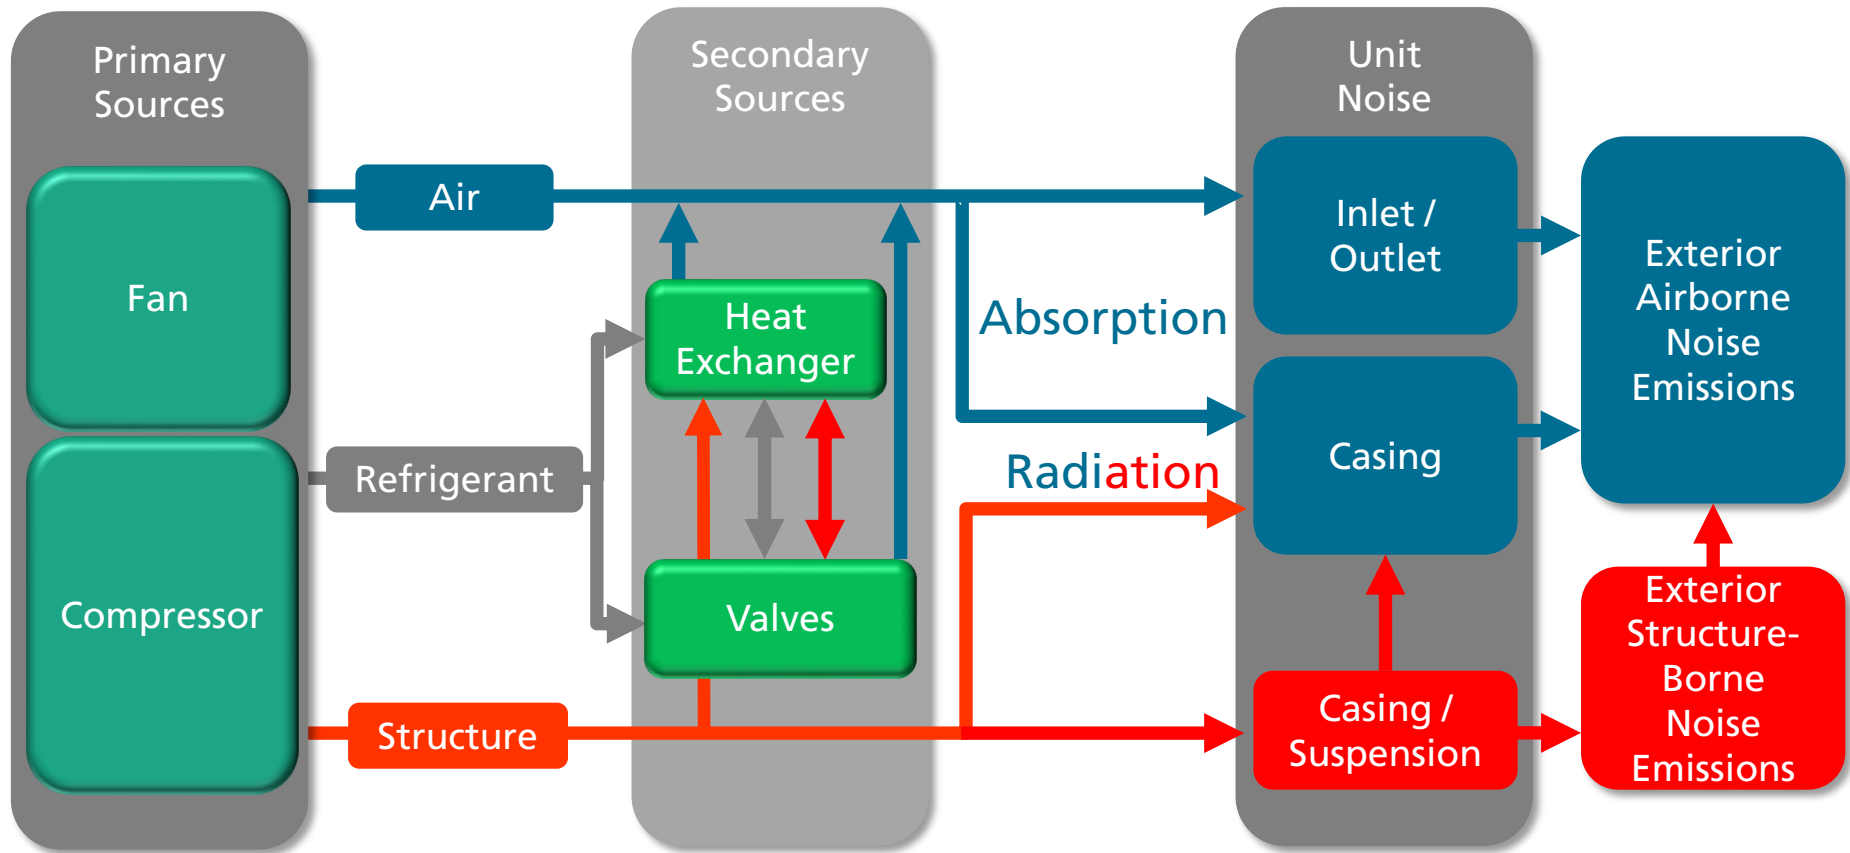 Primary
Sources
Fan
Compressor
Air
Refrigerant
Structure
Secondary
Sources
Heat
Exchanger
Valves
Absorption
Radiation
Unit
Noise
Inlet /
Outlet
Casing
Casing /
Suspension
Exterior
Airborne
Noise
Emissions
Exterior
Structure-
Borne
Noise
Emissions